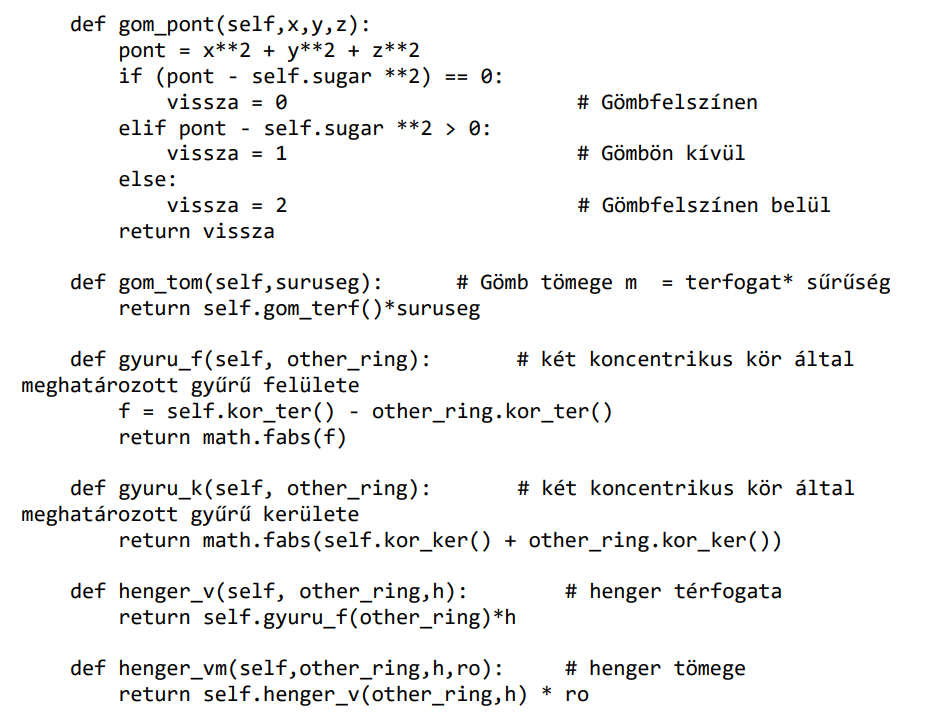 def gom_pont(self,x,y,z):
pont = x**2 + y**2 + z**2
if (pont - self.sugar **2) == 0:
vissza = 0 # Gömbfelszínen
elif pont - self.sugar **2 > 0:
vissza = 1 # Gömbön kívül
else:
vissza = 2 # Gömbfelszínen belül
return vissza
def gom_tom(self,suruseg): # Gömb tömege m = terfogat* sűrűség
return self.gom_terf()*suruseg
def gyuru_f(self, other_ring): # két koncentrikus kör által
meghatározott gyűrű felülete
f = self.kor_ter() - other_ring.kor_ter()
return math.fabs(f)
def gyuru_k(self, other_ring): # két koncentrikus kör által
meghatározott gyűrű kerülete
return math.fabs(self.kor_ker() + other_ring.kor_ker())
def henger_v(self, other_ring,h): # henger térfogata
return self.gyuru_f(other_ring)*h
def henger_vm(self,other_ring,h,ro): # henger tömege
return self.henger_v(other_ring,h) * ro